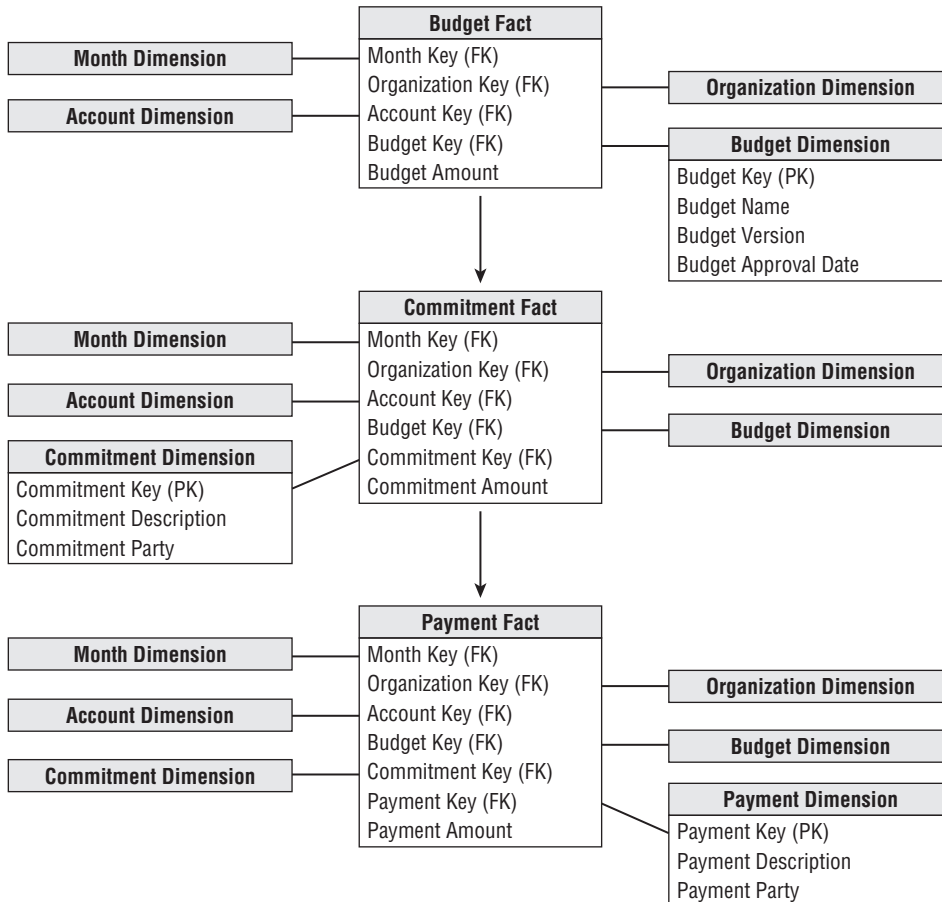 Budget Fact
Month Key (FK)
Organization Key (FK)
Account Key (FK)
Budget Key (FK)
Budget Amount
Month Dimension
Account Dimension
Organization Dimension
Budget Dimension
Budget Key (PK)
Budget Name
Budget Version
Budget Approval Date
Commitment Fact
Month Key (FK)
Organization Key (FK)
Account Key (FK)
Budget Key (FK)
Commitment Key (FK)
Commitment Amount
Month Dimension
Account Dimension
Commitment Dimension
Commitment Key (PK)
Commitment Description
Commitment Party
Organization Dimension
Budget Dimension
Payment Fact
Month Key (FK)
Organization Key (FK)
Account Key (FK)
Budget Key (FK)
Commitment Key (FK)
Payment Key (FK)
Payment Amount
Month Dimension
Account Dimension
Commitment Dimension
Organization Dimension
Budget Dimension
Payment Dimension
Payment Key (PK)
Payment Description
Payment Party